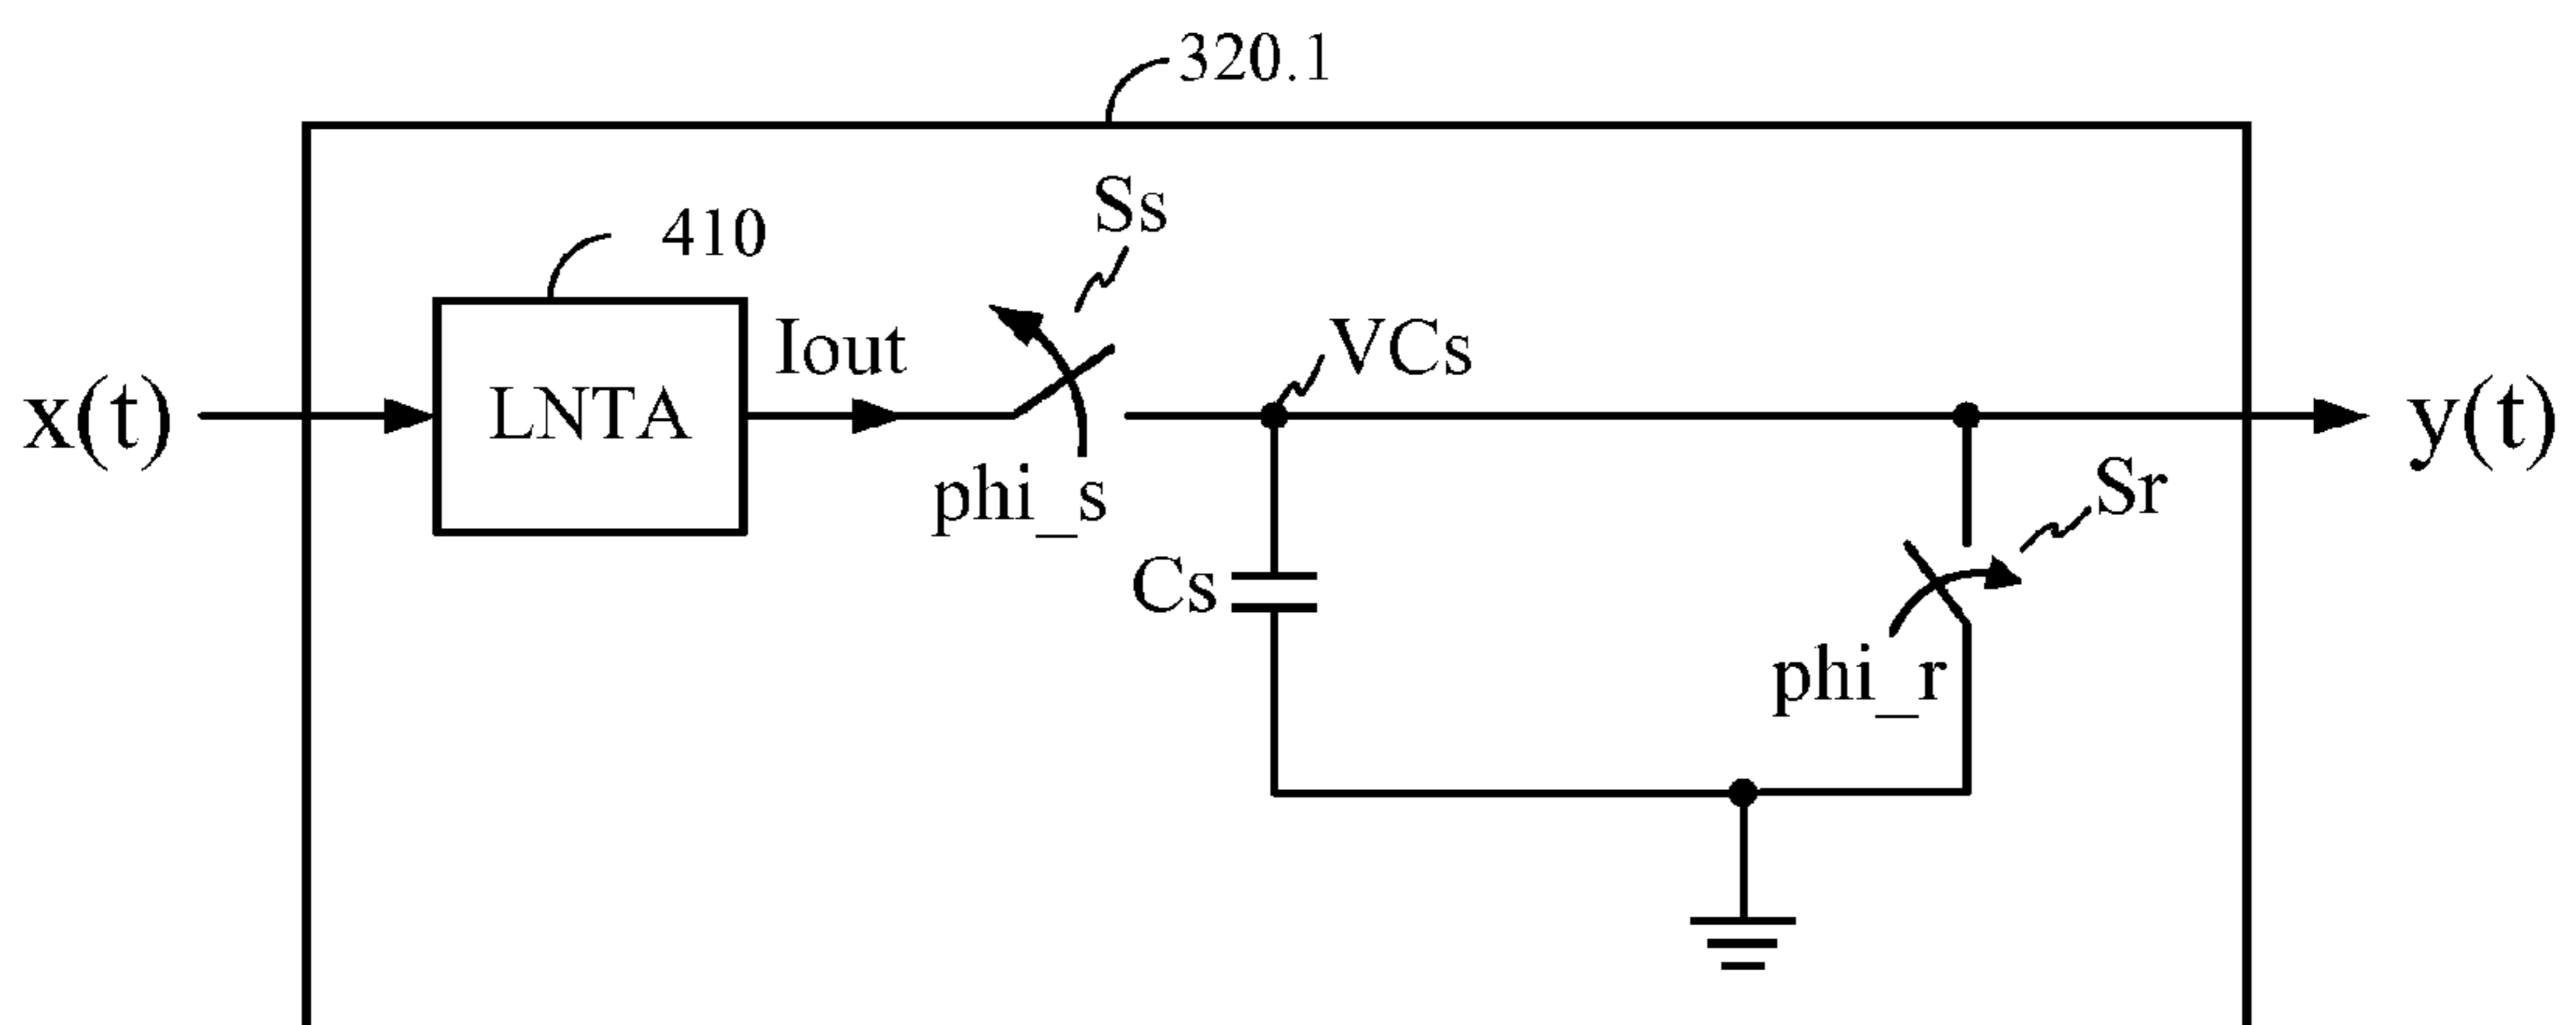 320.1
Ss
410
Iout
VCs
x(t)
LNTA
y(t)
phi_s
Sr
Cs
phi_r